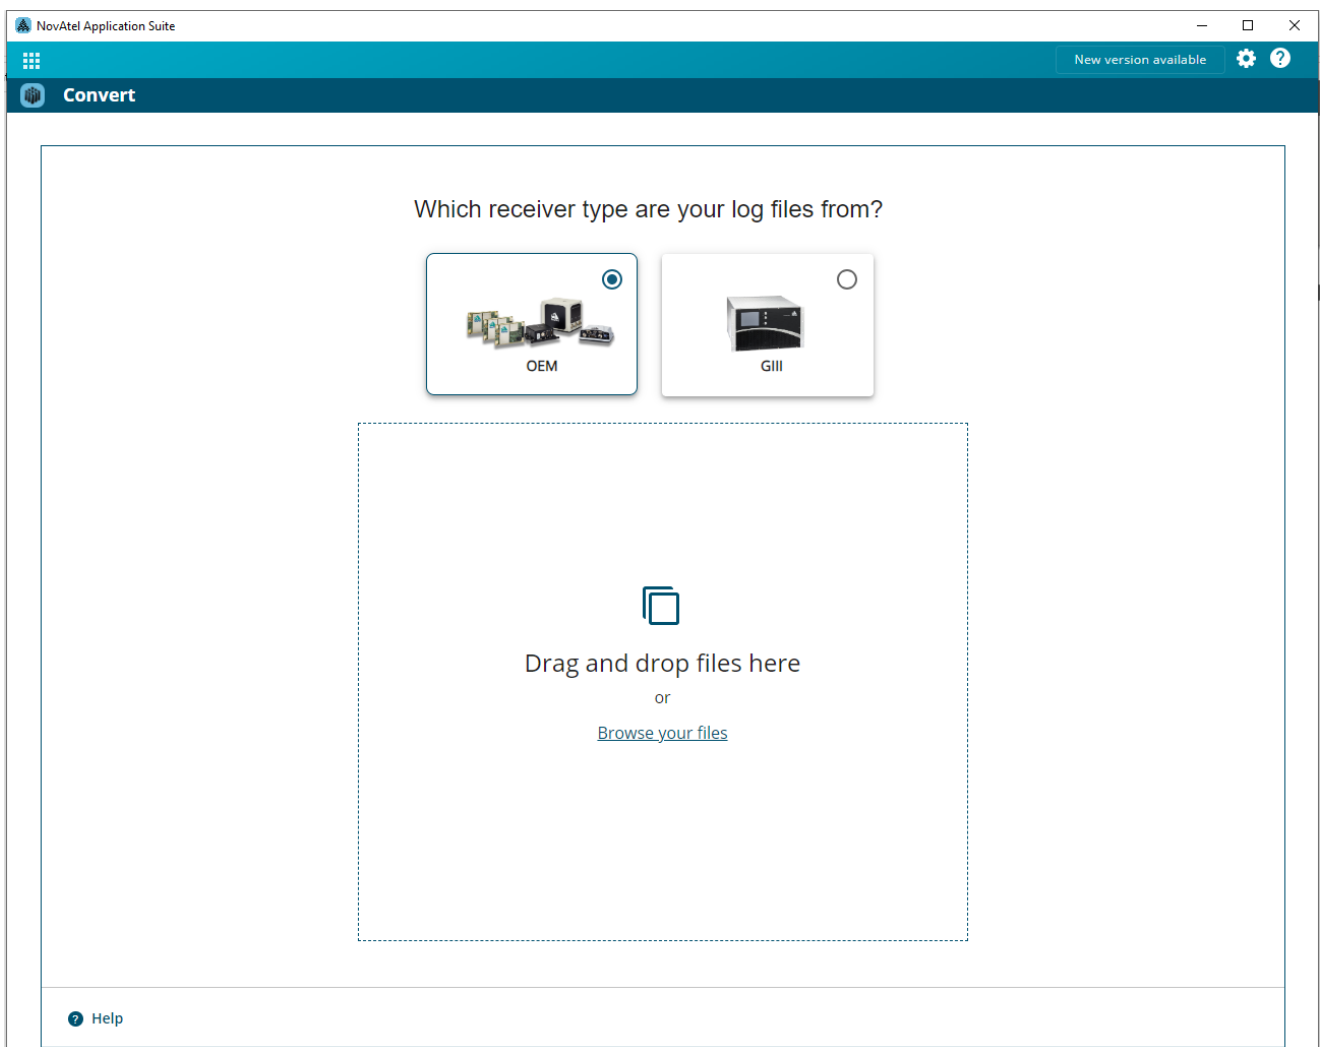 NovAtel Application Suite
New version available
Convert
Which receiver type are your log files from?
OEM
GIII
Drag and drop files here
or
Browse your files
Help